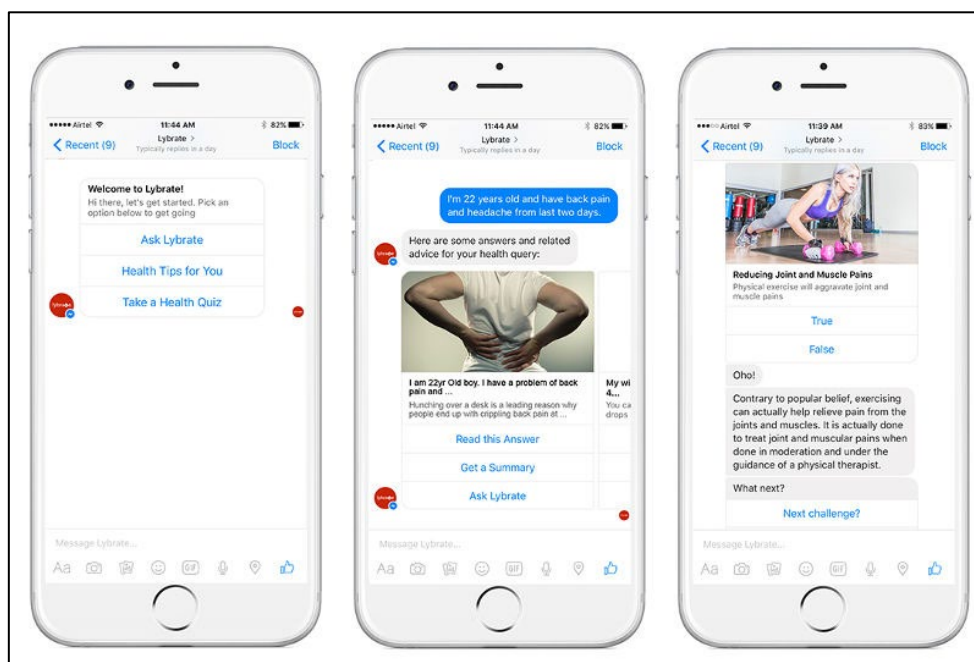 Airtel 11:44 AM 82%
Recent (9) Lybrate > Block
Typically replies in a day
Welcome to Lybrate!
Hi there, let's get started. Pick an
option below to get going
Ask Lybrate
Health Tips for You
Take a Health Quiz
Message Lybrate...
Aa GIF
Airtel 11:44 AM 82%
Recent (9) Lybrate > Block
Typically replies in a day
I'm 22 years old and have back pain
and headache from last two days.
Here are some answers and related
advice for your health query:
I am 22yr Old boy. I have a problem of back
pain and ...
Hunching over a desk is a leading reason why
people end up with crippling back pain at ...
My wi
4...
You ca
drops
Read this Answer
Get a Summary
Ask Lybrate
Message Lybrate...
Aa GIF
Airtel 11:39 AM 83%
Recent (9) Lybrate > Block
Typically replies in a day
Reducing Joint and Muscle Pains
Physical exercise will aggravate joint and
muscle pains
True
False
Oho!
Contrary to popular belief, exercising
can actually help relieve pain from the
joints and muscles. It is actually done
to treat joint and muscular pains when
done in moderation and under the
guidance of a physical therapist.
What next?
Next challenge?
Message Lybrate...
Aa GIF